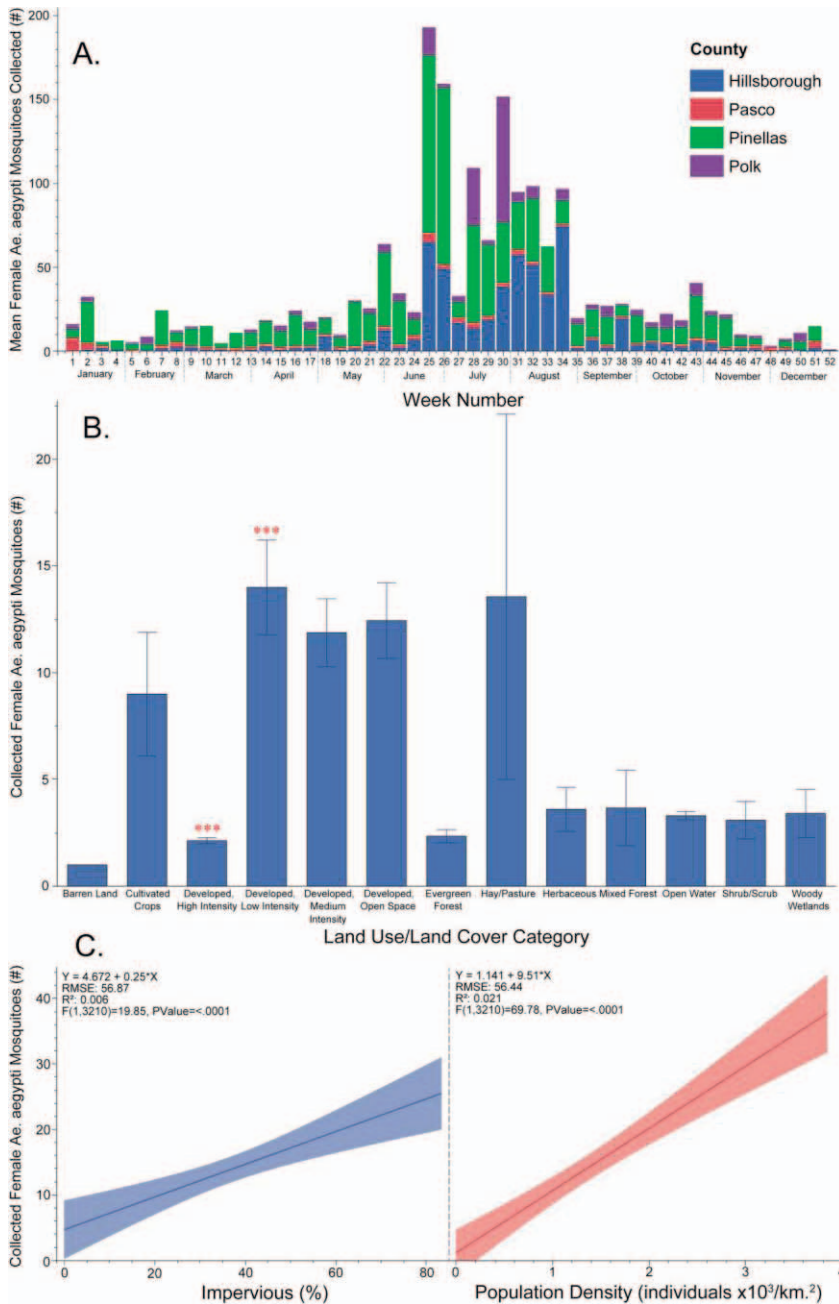 A.
Mean Female Ae. aegypti Mosquitoes Collected (#)
200
150
100
50
0
County
Hillsborough
Pasco
Pinellas
Polk
1 2 3 4 5 6 7 8 9 10 11 12 13 14 15 16 17 18 19 20 21 22 23 24 25 26 27 28 29 30 31 32 33 34 35 36 37 38 39 40 41 42 43 44 45 46 47 48 49 50 51 52
January February March April May June July August September October November December
Week Number
B.
Collected Female Ae. aegypti Mosquitoes (#)
20
15
10
5
0
***
***
Barren Land
Cultivated
Crops
Developed,
High Intensity
Developed,
Low Intensity
Developed,
Medium
Intensity
Developed,
Open Space
Evergreen
Forest
Hay/Pasture
Herbaceous
Mixed Forest
Open Water
Shrub/Scrub
Woody
Wetlands
Land Use/Land Cover Category
C.
Collected Female Ae. aegypti Mosquitoes (#)
40
30
20
10
0
Y = 4.672 + 0.25*X
RMSE: 56.87
R²: 0.006
F(1,3210)=19.85, PValue=<.0001
0 20 40 60 80
Impervious (%)
Y = 1.141 + 9.51*X
RMSE: 56.44
R²: 0.021
F(1,3210)=69.78, PValue=<.0001
0 1 2 3
Population Density (individuals x10³/km.²)